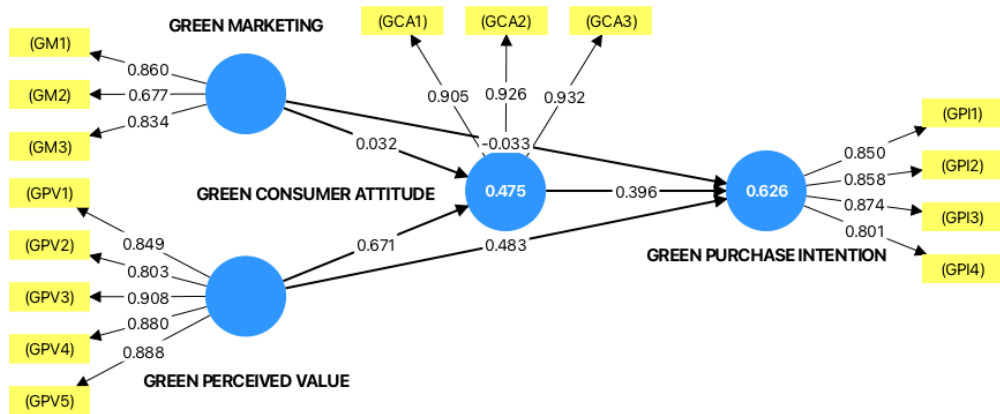 GREEN MARKETING
(GCA1)
(GCA2)
(GCA3)
(GM1)
(GM2)
(GM3)
0.860
0.677
0.834
0.905
0.926
0.932
(GPI1)
(GPI2)
(GPI3)
(GPI4)
0.850
0.858
0.874
0.801
0.032
-0.033
GREEN CONSUMER ATTITUDE
0.475
0.396
0.626
GREEN PURCHASE INTENTION
0.671
0.483
(GPV1)
(GPV2)
(GPV3)
(GPV4)
(GPV5)
0.849
0.803
0.908
0.880
0.888
GREEN PERCEIVED VALUE